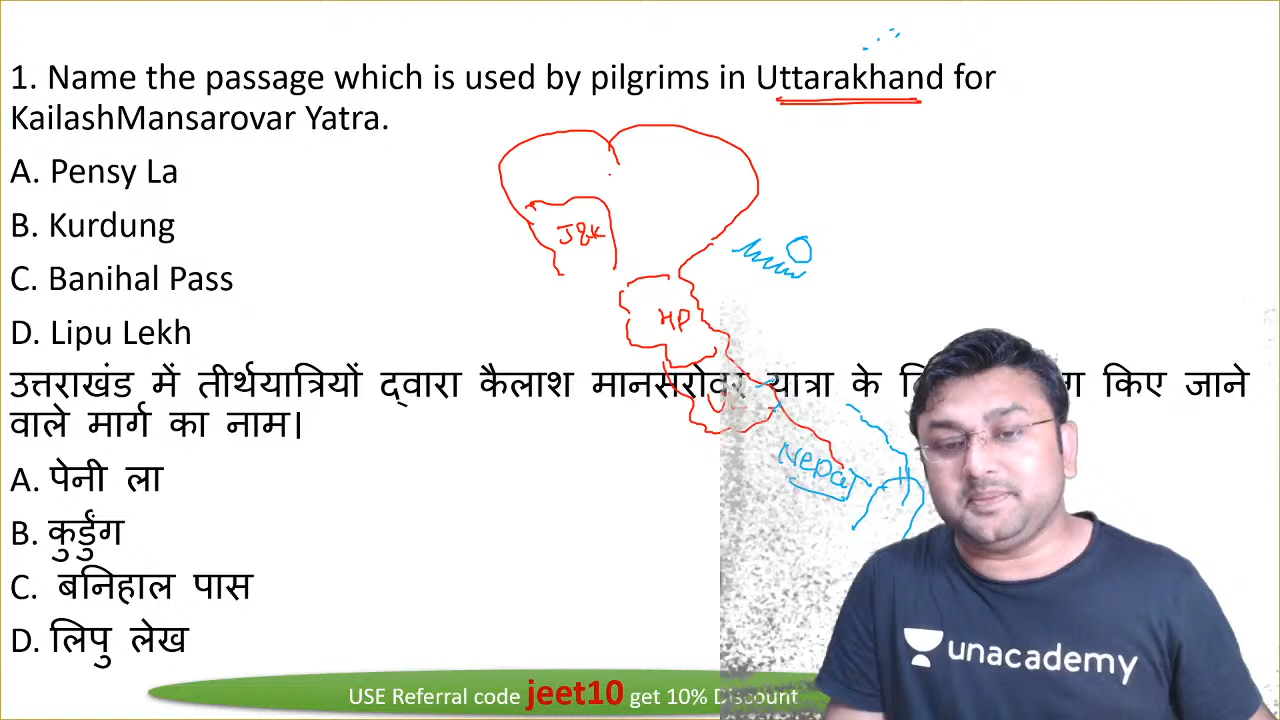 1. Name the passage which is used by pilgrims in Uttarakhand for
KailashMansarovar Yatra.
A. Pensy La
B. Kurdung
C. Banihal Pass
D. Lipu Lekh
J&K
HP
उत्तराखंड में तीर्थयात्रियों द्वारा कैलाश मानसरोवर यात्रा के किए जाने
वाले मार्ग का नाम।
Nepal
A. पेनी ला
B. कुर्डुंग
C. बनिहाल पास
D. लिपु लेख
unacademy
USE Referral code jeet10 get 10% Discount